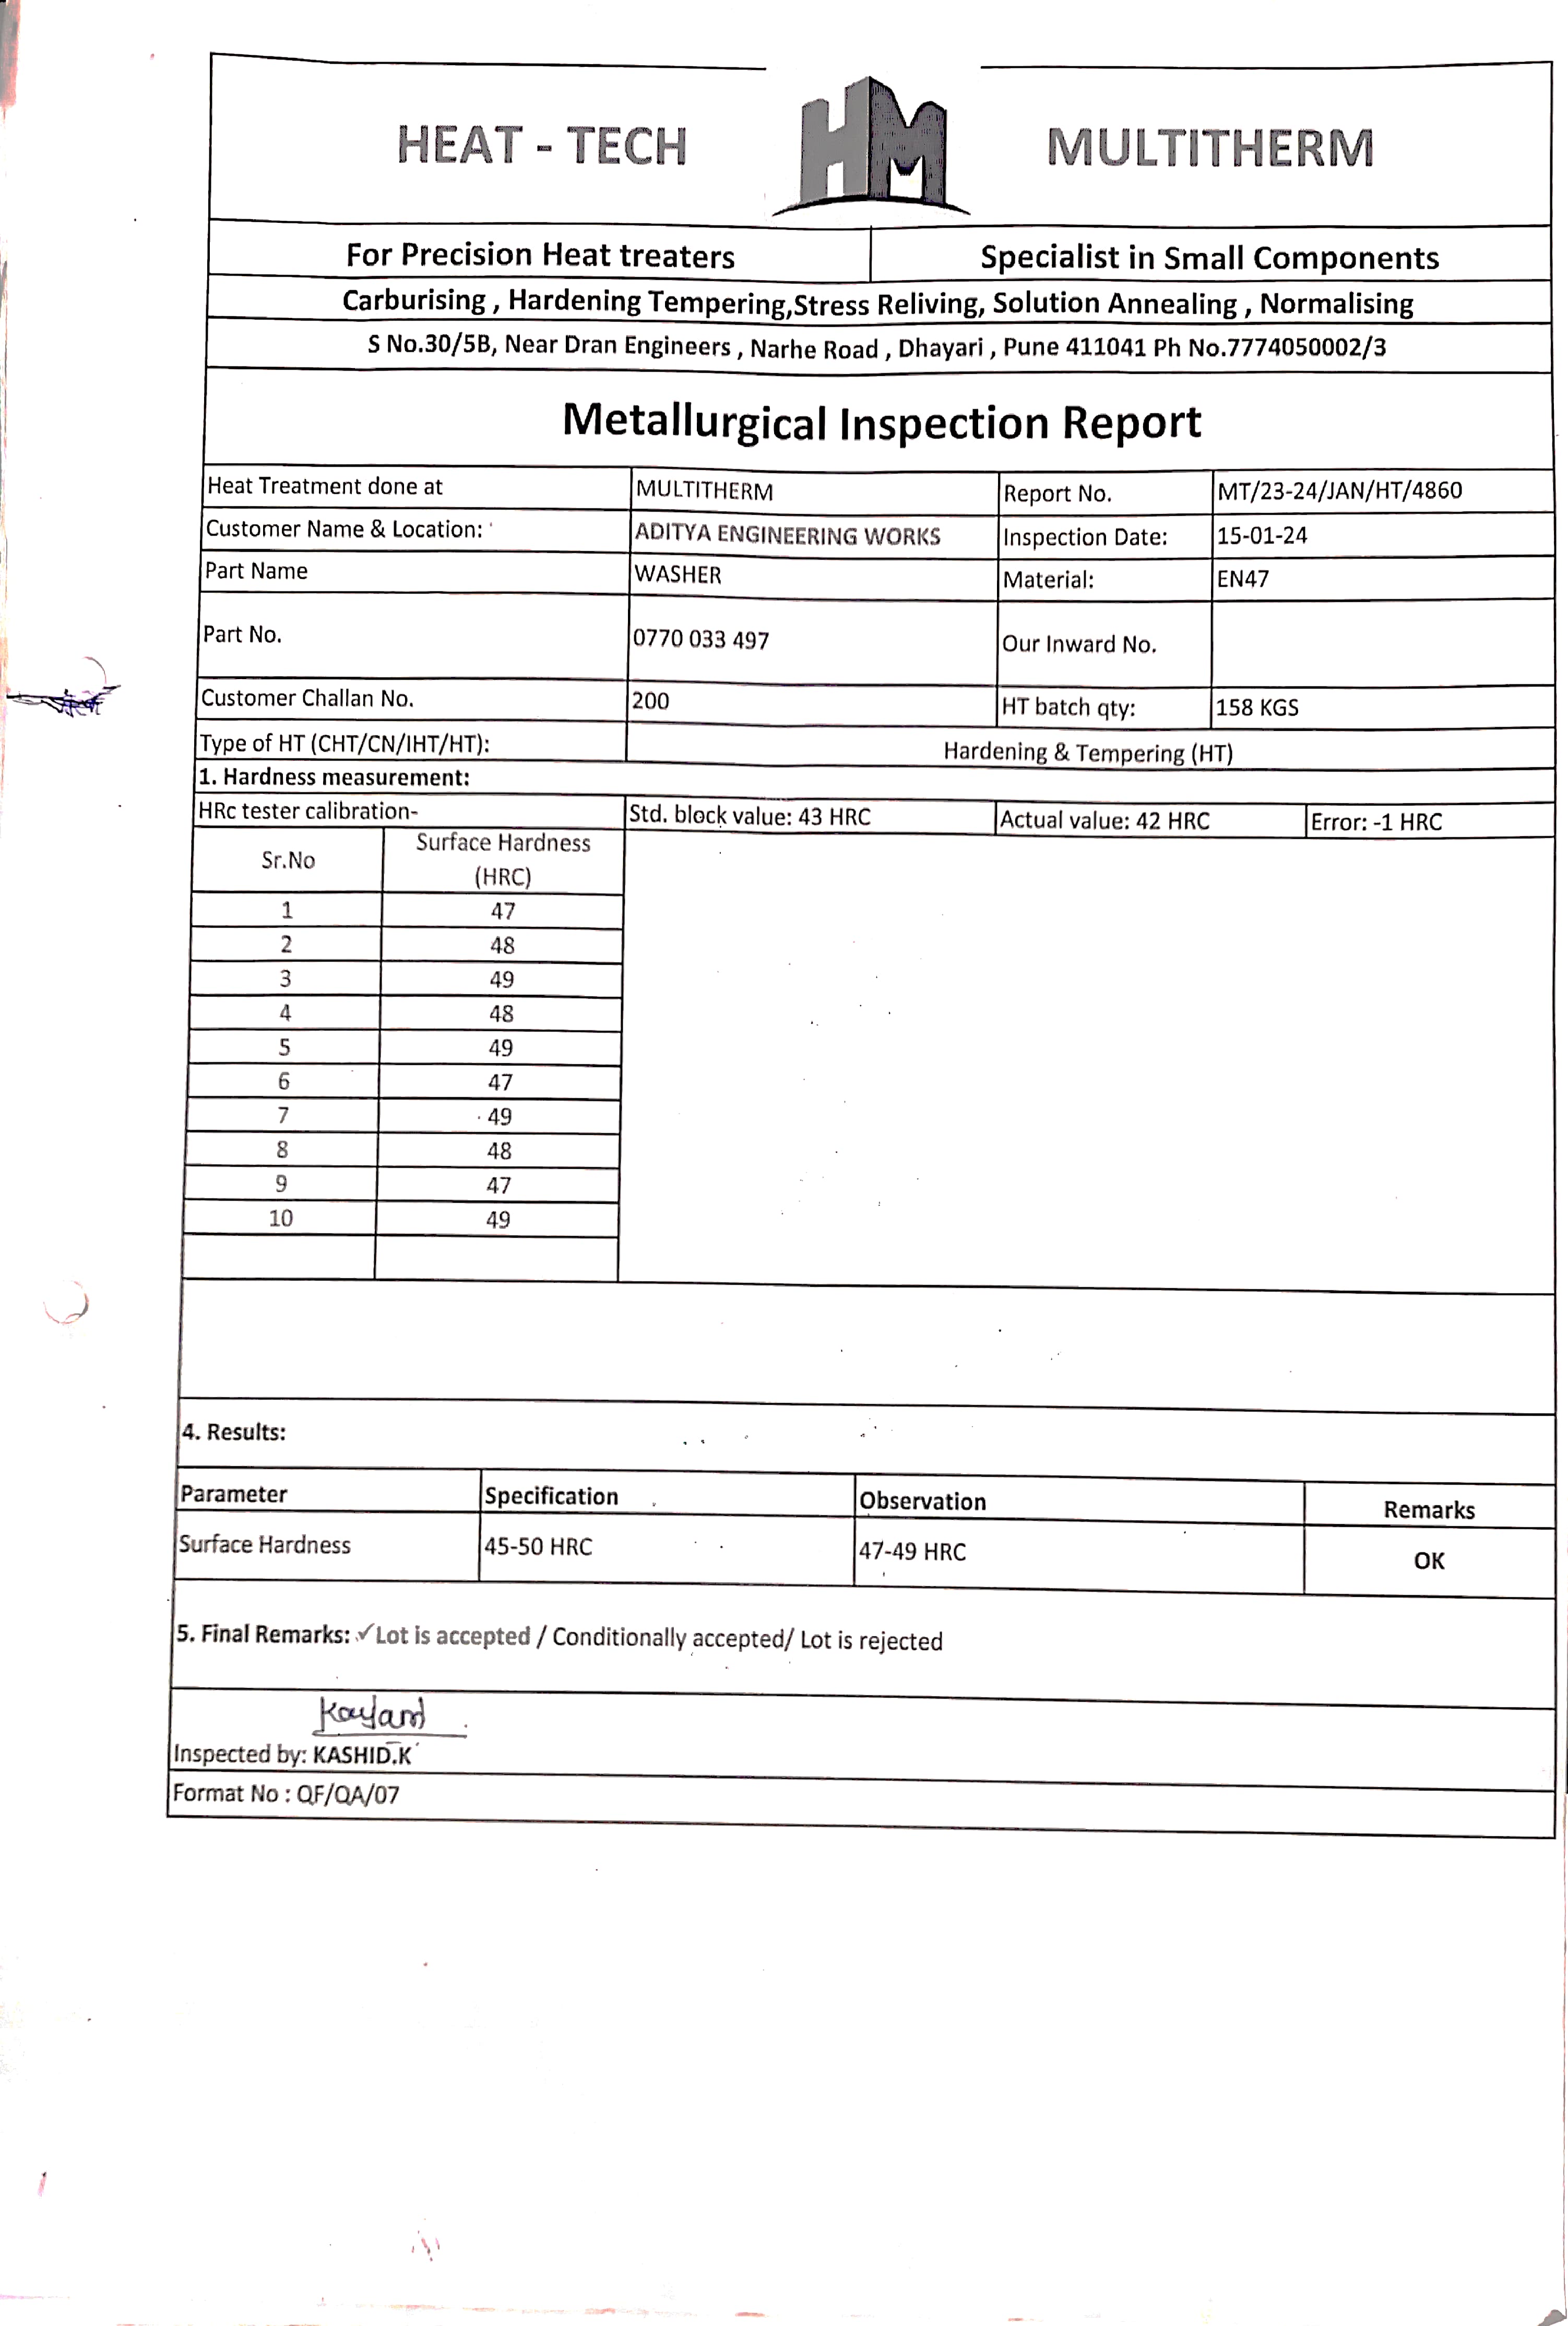 HEAT - TECH HM MULTITHERM
For Precision Heat treaters Specialist in Small Components
Carburising , Hardening Tempering,Stress Reliving, Solution Annealing , Normalising
S No.30/5B, Near Dran Engineers , Narhe Road , Dhayari , Pune 411041 Ph No.7774050002/3
Metallurgical Inspection Report
Heat Treatment done at MULTITHERM Report No. MT/23-24/JAN/HT/4860
Customer Name & Location: ADITYA ENGINEERING WORKS Inspection Date: 15-01-24
Part Name WASHER Material: EN47
Part No. 0770 033 497 Our Inward No.
Customer Challan No. 200 HT batch qty: 158 KGS
Type of HT (CHT/CN/IHT/HT): Hardening & Tempering (HT)
1. Hardness measurement:
HRc tester calibration- Std. block value: 43 HRC Actual value: 42 HRC Error: -1 HRC
Sr.No Surface Hardness
(HRC)
1 47
2 48
3 49
4 48
5 49
6 47
7 49
8 48
9 47
10 49
4. Results:
Parameter Specification Observation Remarks
Surface Hardness 45-50 HRC 47-49 HRC OK
5. Final Remarks: ✓Lot is accepted / Conditionally accepted/ Lot is rejected
Inspected by: KASHID.K
Format No : QF/QA/07